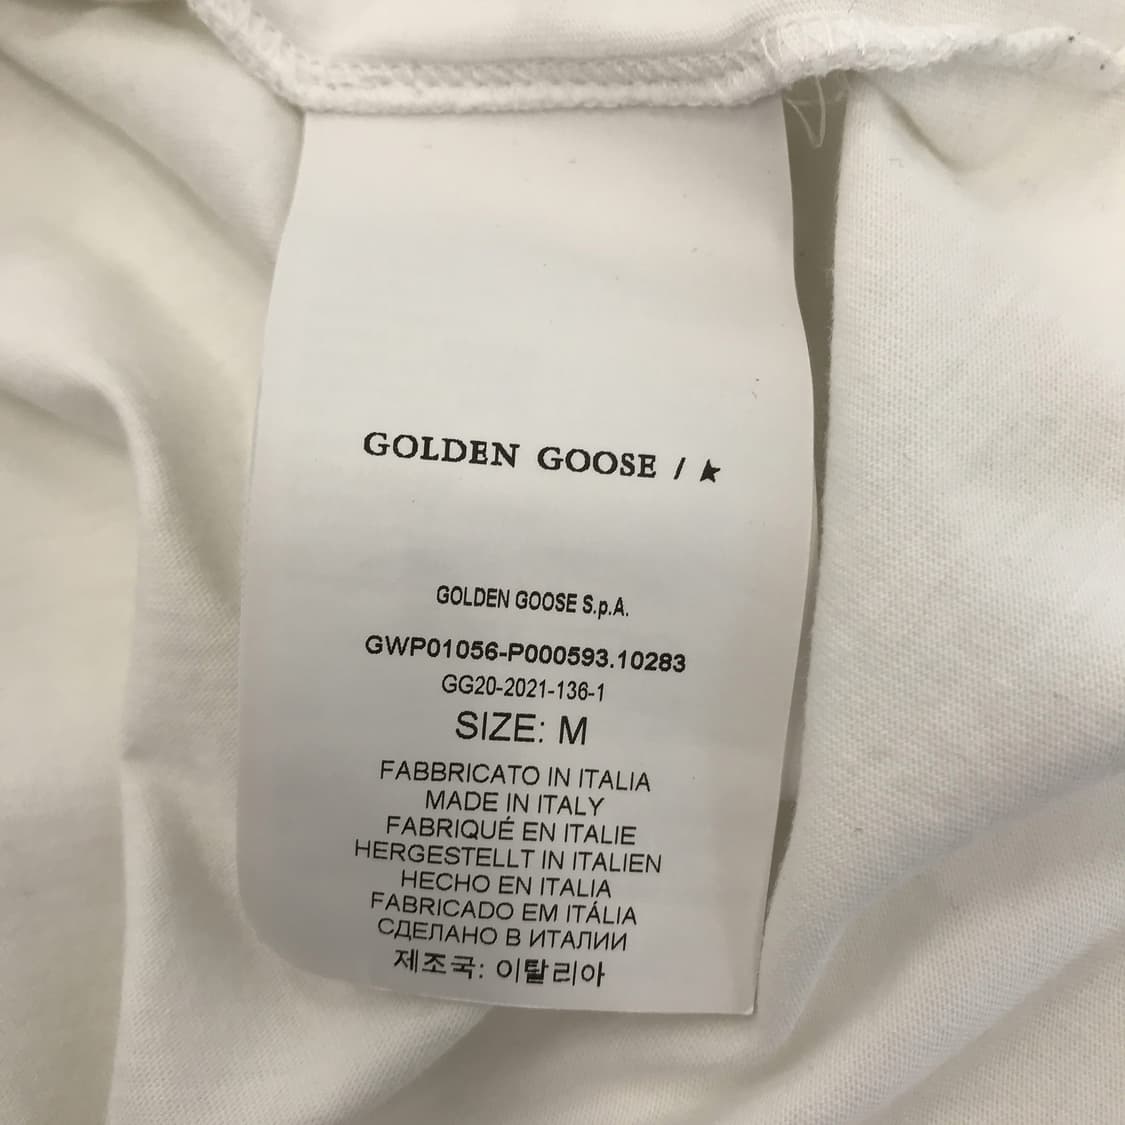 GOLDEN GOOSE / ★
GOLDEN GOOSE S.p.A.
GWP01056-P000593.10283
GG20-2021-136-1
SIZE: M
FABBRICATO IN ITALIA
MADE IN ITALY
FABRIQUÉ EN ITALIE
HERGESTELLT IN ITALIEN
HECHO EN ITALIA
FABRICADO EM ITÁLIA
СДЕЛАНО В ИТАЛИИ
제조국: 이탈리아